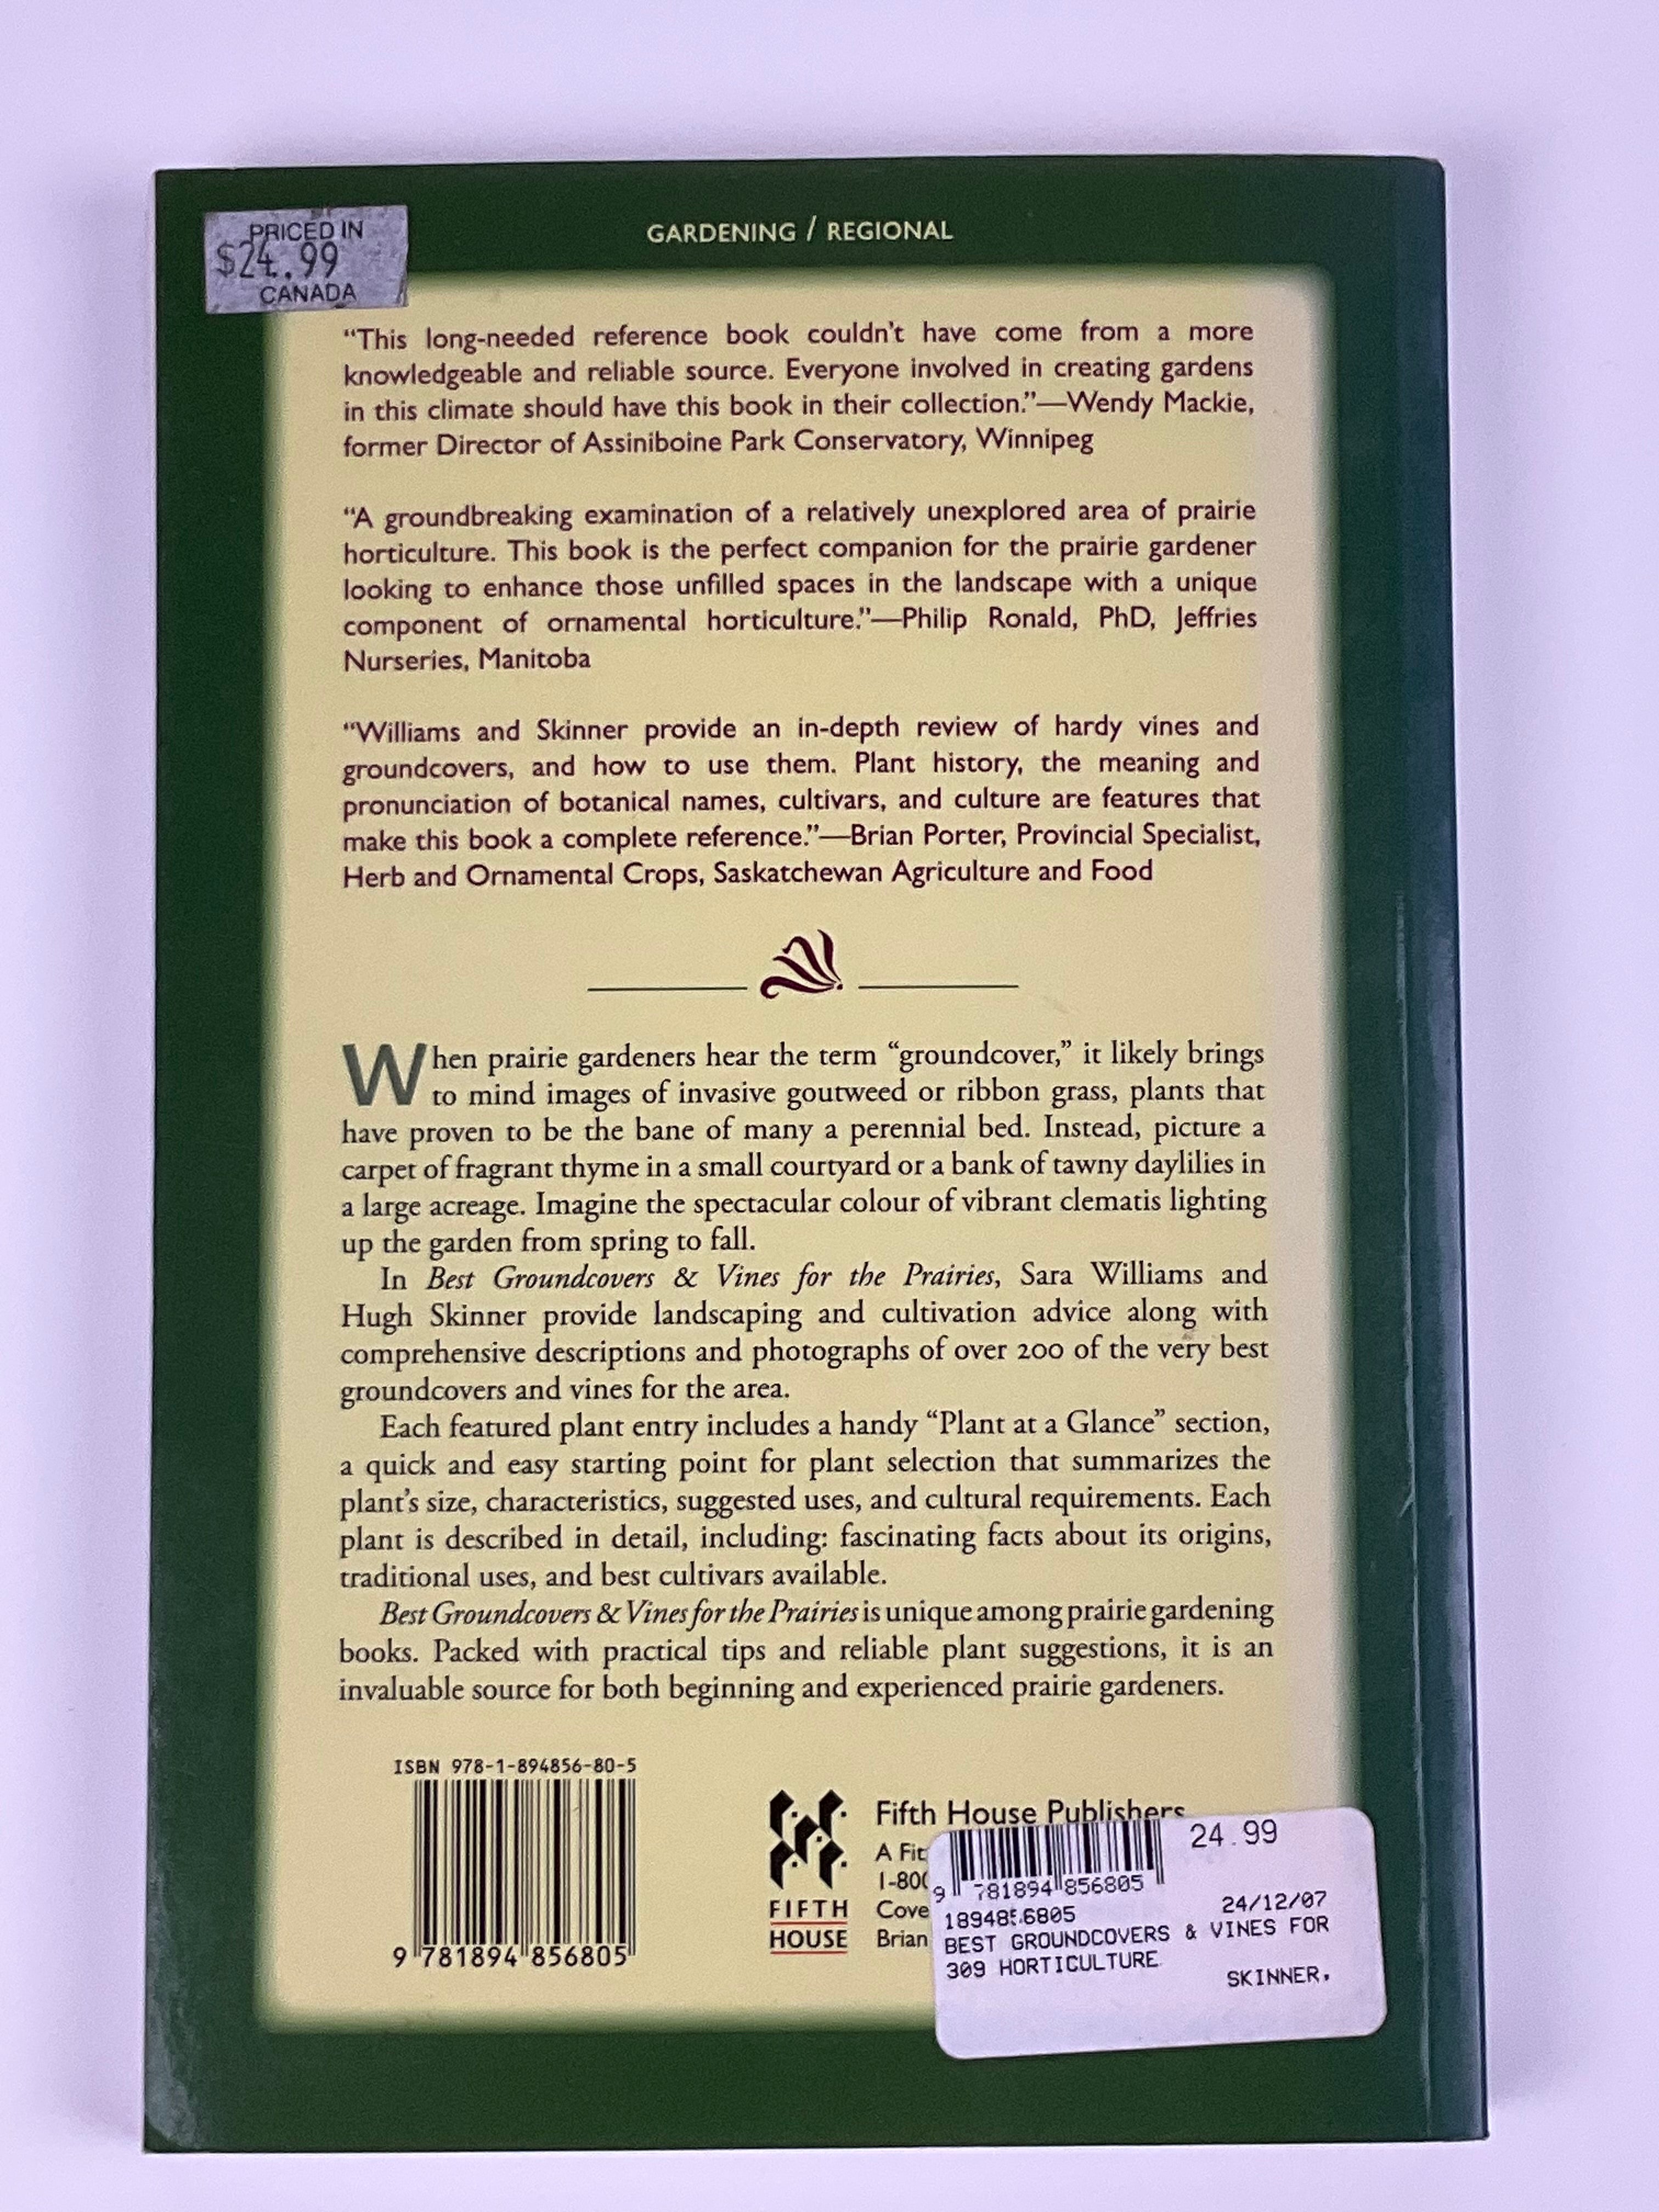 PRICED IN
$24.99
CANADA
GARDENING / REGIONAL
“This long-needed reference book couldn’t have come from a more
knowledgeable and reliable source. Everyone involved in creating gardens
in this climate should have this book in their collection.”—Wendy Mackie,
former Director of Assiniboine Park Conservatory, Winnipeg
“A groundbreaking examination of a relatively unexplored area of prairie
horticulture. This book is the perfect companion for the prairie gardener
looking to enhance those unfilled spaces in the landscape with a unique
component of ornamental horticulture.”—Philip Ronald, PhD, Jeffries
Nurseries, Manitoba
“Williams and Skinner provide an in-depth review of hardy vines and
groundcovers, and how to use them. Plant history, the meaning and
pronunciation of botanical names, cultivars, and culture are features that
make this book a complete reference.”—Brian Porter, Provincial Specialist,
Herb and Ornamental Crops, Saskatchewan Agriculture and Food
When prairie gardeners hear the term “groundcover,” it likely brings
to mind images of invasive goutweed or ribbon grass, plants that
have proven to be the bane of many a perennial bed. Instead, picture a
carpet of fragrant thyme in a small courtyard or a bank of tawny daylilies in
a large acreage. Imagine the spectacular colour of vibrant clematis lighting
up the garden from spring to fall.
In Best Groundcovers & Vines for the Prairies, Sara Williams and
Hugh Skinner provide landscaping and cultivation advice along with
comprehensive descriptions and photographs of over 200 of the very best
groundcovers and vines for the area.
Each featured plant entry includes a handy “Plant at a Glance” section,
a quick and easy starting point for plant selection that summarizes the
plant’s size, characteristics, suggested uses, and cultural requirements. Each
plant is described in detail, including: fascinating facts about its origins,
traditional uses, and best cultivars available.
Best Groundcovers & Vines for the Prairies is unique among prairie gardening
books. Packed with practical tips and reliable plant suggestions, it is an
invaluable source for both beginning and experienced prairie gardeners.
ISBN 978-1-894856-80-5
9 781894 856805
FIFTH
HOUSE
Fifth House Publishers
A Fit
1-800
Cove
Brian
24.99
9 781894 856805
24/12/07
1894856805
BEST GROUNDCOVERS & VINES FOR
309 HORTICULTURE
SKINNER,